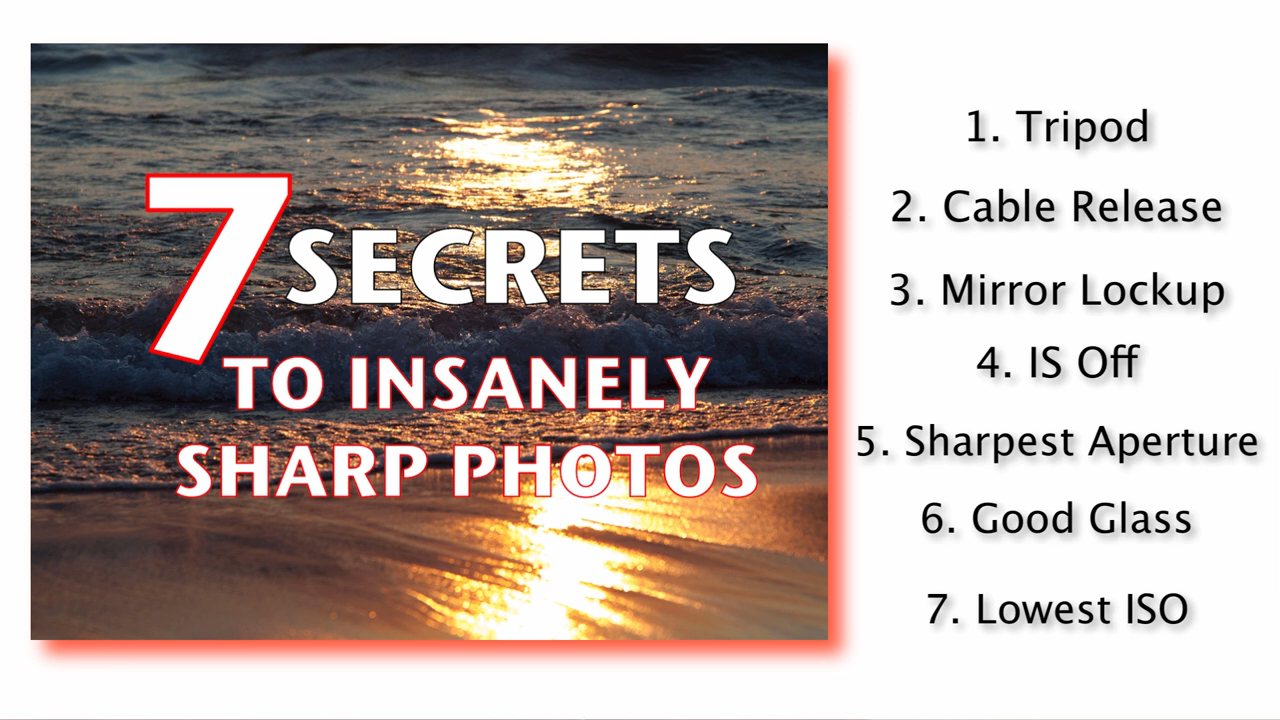 7 SECRETS
TO INSANELY
SHARP PHOTOS
1. Tripod
2. Cable Release
3. Mirror Lockup
4. IS Off
5. Sharpest Aperture
6. Good Glass
7. Lowest ISO